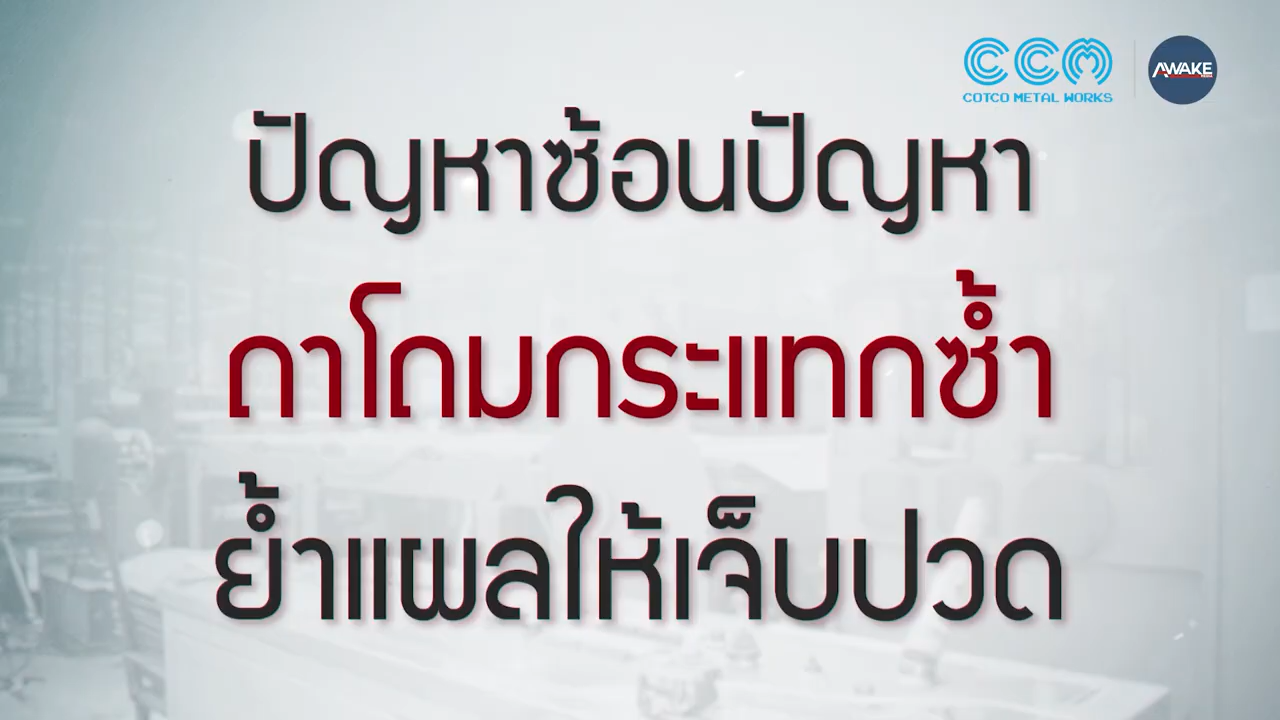 CCM
COTCO METAL WORKS
AWAKE
ปัญหาซ้อนปัญหา
ถาโถมกระแทกซ้ำ
ย้ำแผลให้เจ็บปวด